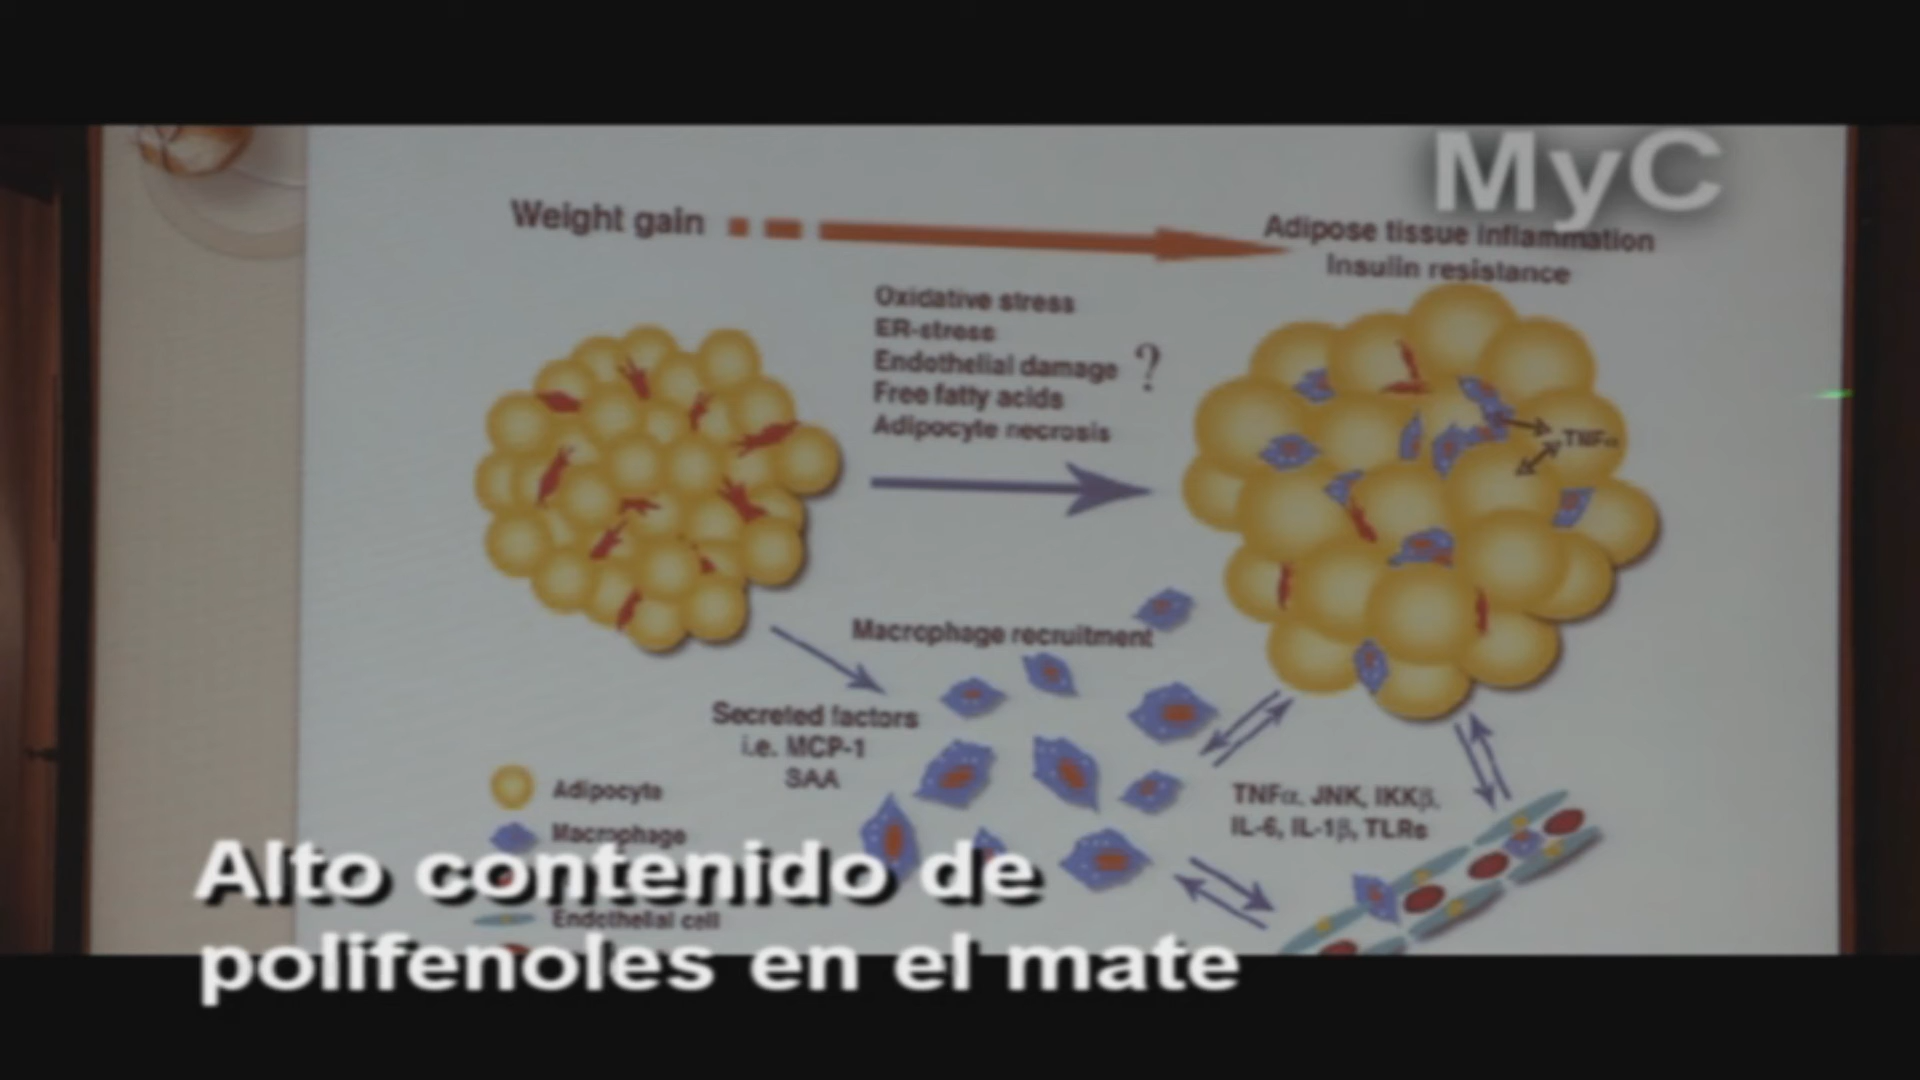 MyC
Weight gain
Adipose tissue inflammation
Insulin resistance
Oxidative stress
ER-stress
Endothelial damage ?
Free fatty acids
Adipocyte necrosis
TNFα
Macrophage recruitment
Secreted factors
i.e. MCP-1
SAA
TNFα, JNK, IKKβ,
IL-6, IL-1β, TLRs
Adipocyte
Macrophage
Endothelial cell
Alto contenido de
polifenoles en el mate